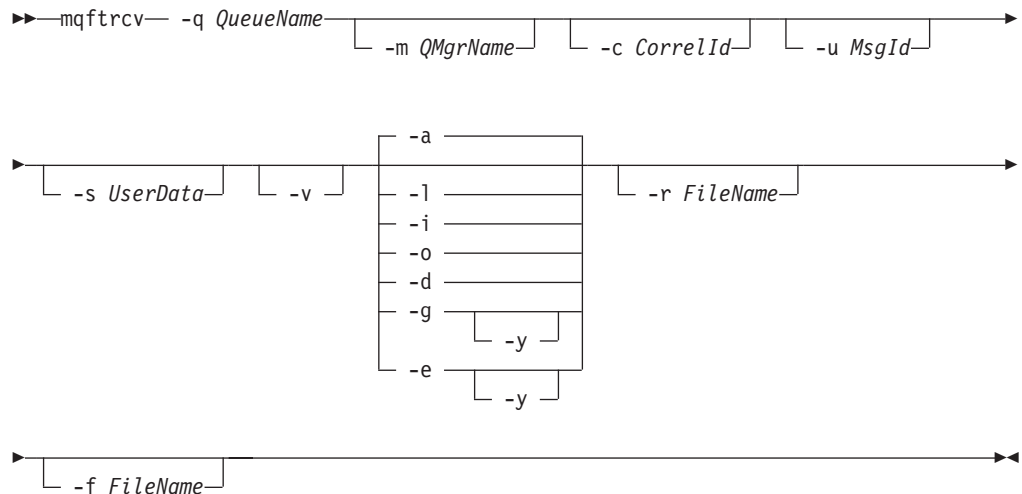 mqftrcv -q QueueName
-m QMgrName
-c CorrelId
-u MsgId
-a
-s UserData
-v
-l
-r FileName
-i
-o
-d
-g
-y
-e
-y
-f FileName